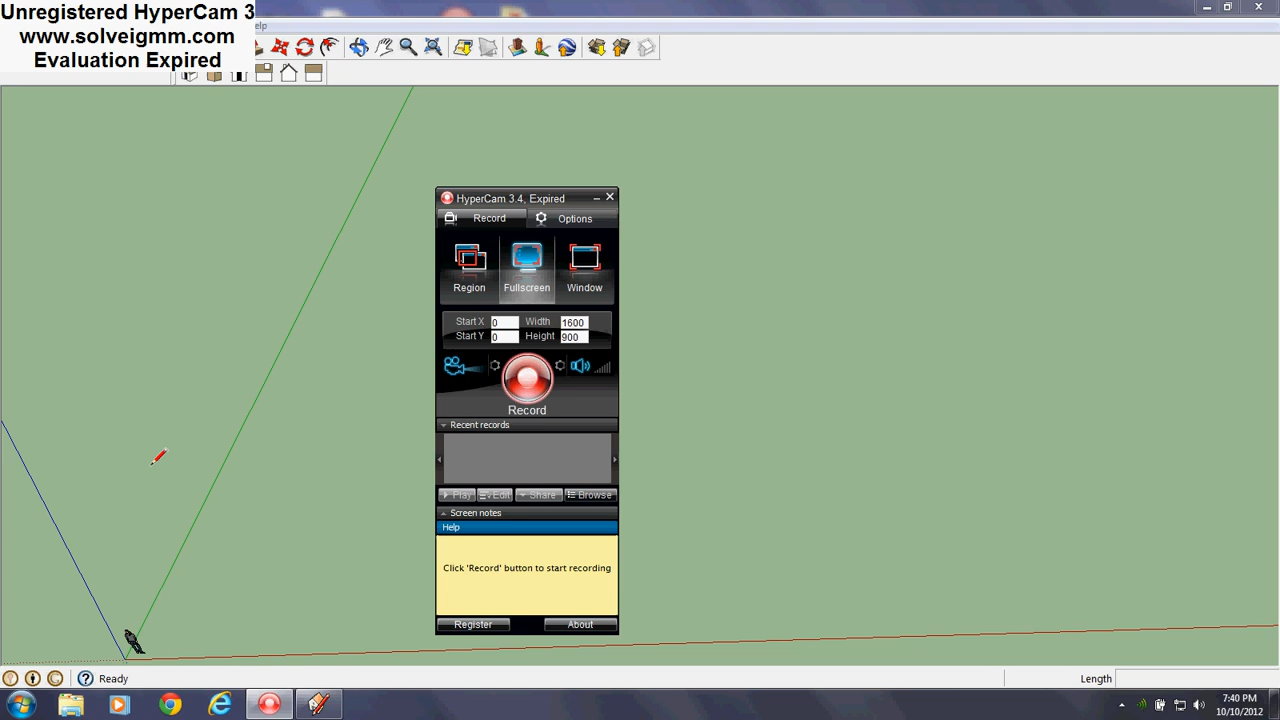 Unregistered HyperCam 3
www.solveigmm.com
Evaluation Expired
elp
HyperCam 3.4, Expired
Record
Options
Region
Fullscreen
Window
Start X 0 Width 1600
Start Y 0 Height 900
Record
Recent records
Play Edit Share Browse
Screen notes
Help
Click 'Record' button to start recording
Register
About
Ready
Length
7:40 PM
10/10/2012